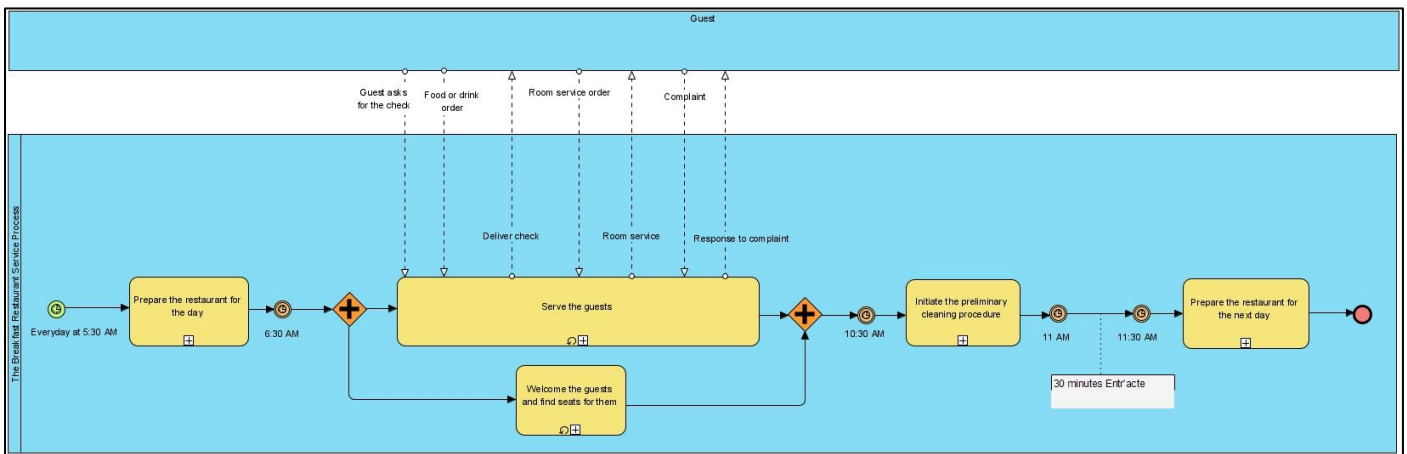 Guest
Guest asks
for the check
Food or drink
order
Room service order
Complaint
Deliver check
Room service
Response to complaint
The Breakfast Restaurant Service Process
Everyday at 5:30 AM
Prepare the restaurant for
the day
6:30 AM
Serve the guests
Welcome the guests
and find seats for them
10:30 AM
Initiate the preliminary
cleaning procedure
11 AM
11:30 AM
30 minutes Entr'acte
Prepare the restaurant for
the next day